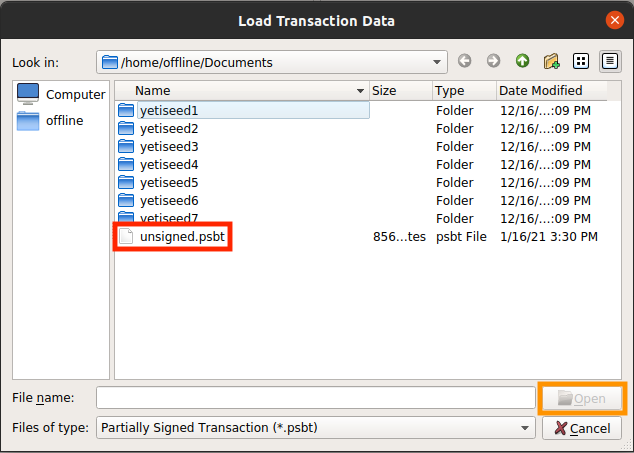 Load Transaction Data
Look in: /home/offline/Documents
Computer
offline
Name Size Type Date Modified
yetiseed1 Folder 12/16/...:09 PM
yetiseed2 Folder 12/16/...:09 PM
yetiseed3 Folder 12/16/...:09 PM
yetiseed4 Folder 12/16/...:09 PM
yetiseed5 Folder 12/16/...:09 PM
yetiseed6 Folder 12/16/...:09 PM
yetiseed7 Folder 12/16/...:09 PM
unsigned.psbt 856...tes psbt File 1/16/21 3:30 PM
File name: Open
Files of type: Partially Signed Transaction (*.psbt) Cancel